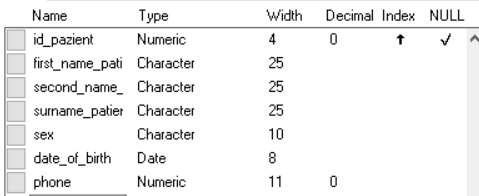 Name Type Width Decimal Index NULL
id_pazient Numeric 4 0 ↑ ✓
first_name_pati Character 25
second_name_ Character 25
surname_patier Character 25
sex Character 10
date_of_birth Date 8
phone Numeric 11 0